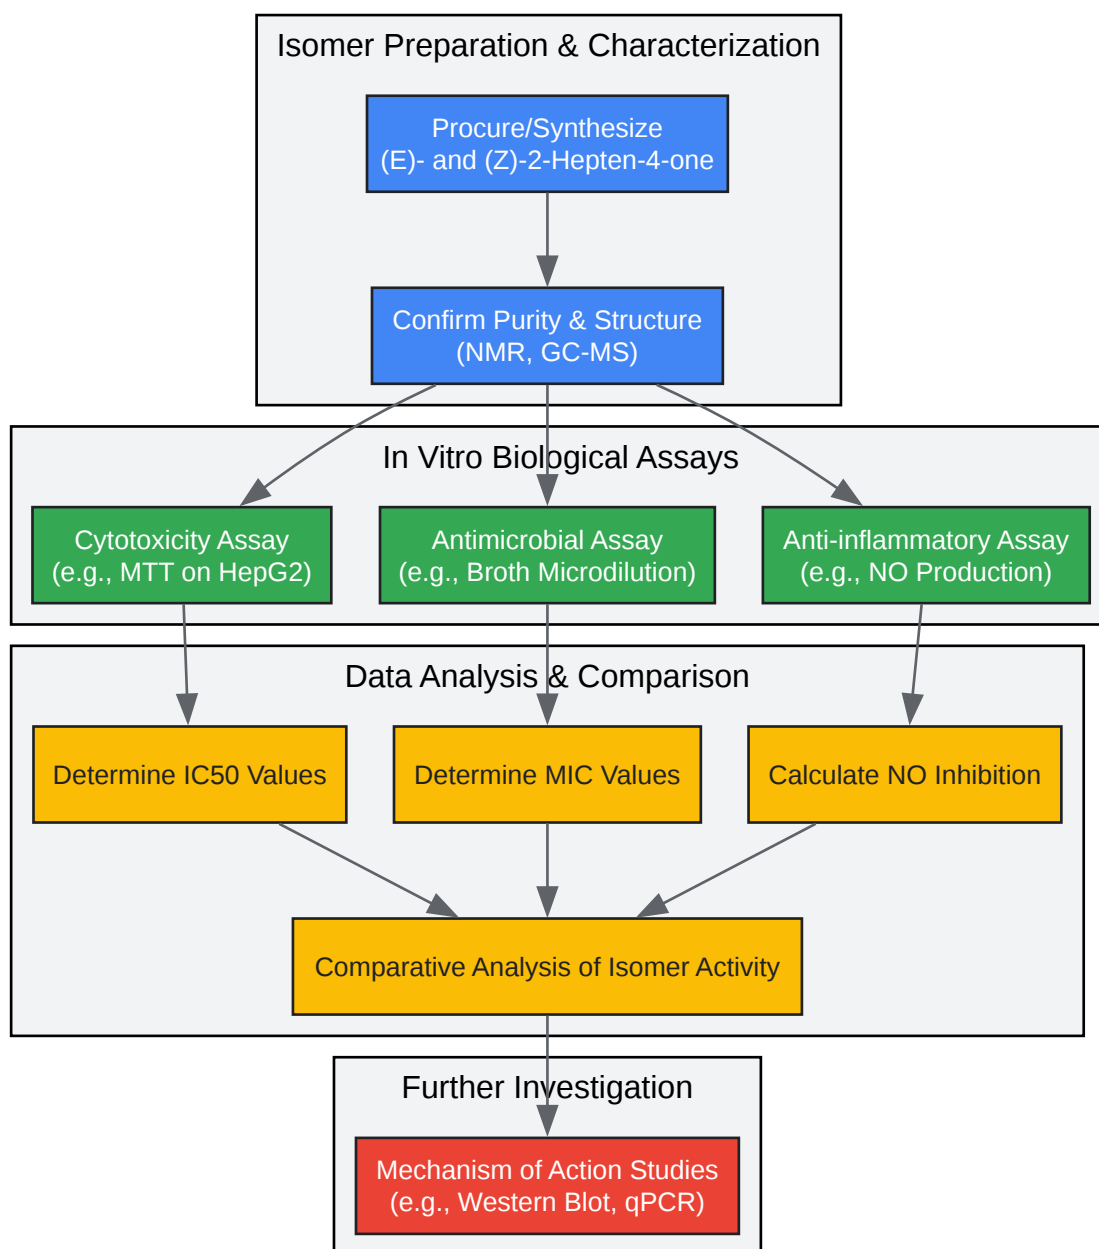 Isomer Preparation & Characterization
Procure/Synthesize
(E)- and (Z)-2-Hepten-4-one
Confirm Purity & Structure
(NMR, GC-MS)
In Vitro Biological Assays
Cytotoxicity Assay
(e.g., MTT on HepG2)
Antimicrobial Assay
(e.g., Broth Microdilution)
Anti-inflammatory Assay
(e.g., NO Production)
Data Analysis & Comparison
Determine IC50 Values
Determine MIC Values
Calculate NO Inhibition
Comparative Analysis of Isomer Activity
Further Investigation
Mechanism of Action Studies
(e.g., Western Blot, qPCR)